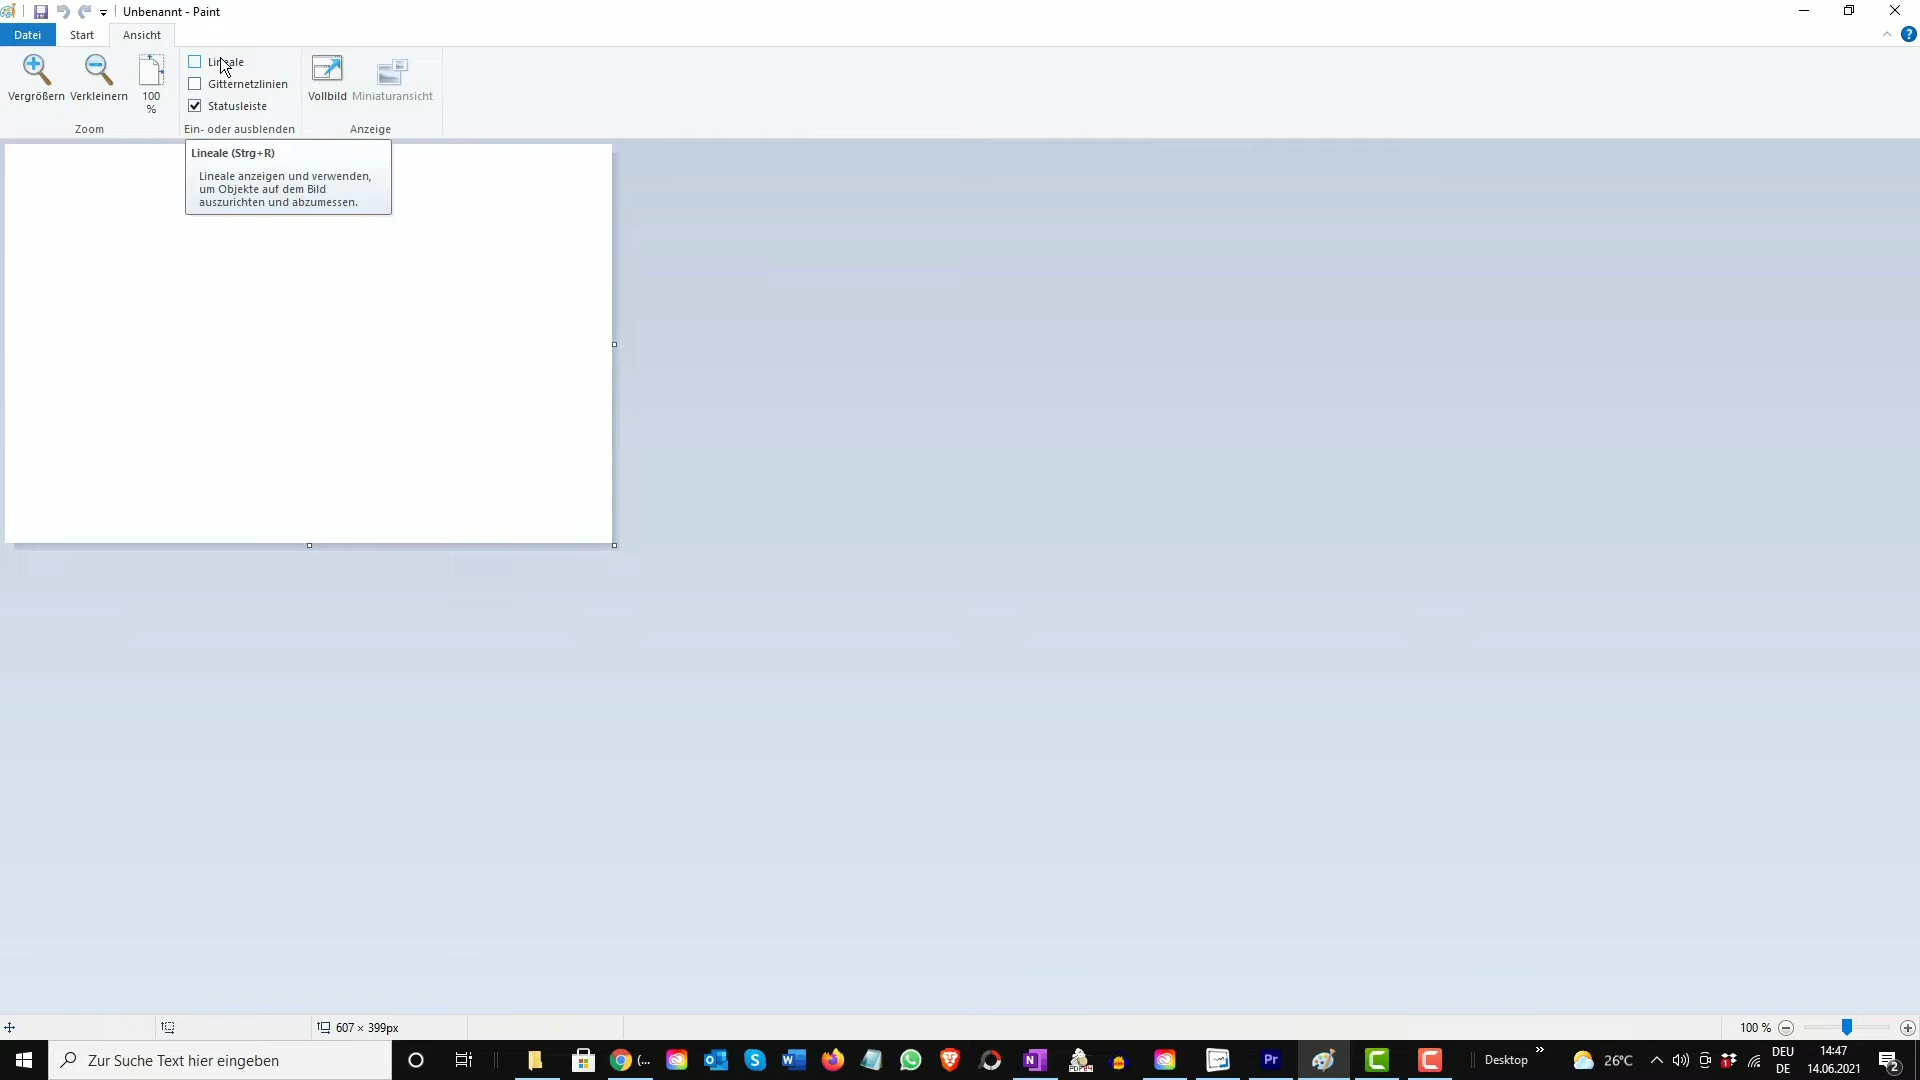 Unbenannt - Paint
Datei
Start
Ansicht
Vergrößern
Verkleinern
100
%
Lineale
Gitternetzlinien
Statusleiste
Vollbild
Miniaturansicht
Zoom
Ein- oder ausblenden
Anzeige
Lineale (Strg+R)
Lineale anzeigen und verwenden,
um Objekte auf dem Bild
auszurichten und abzumessen.
607 × 399px
100 %
Zur Suche Text hier eingeben
(...
Desktop
26°C
DEU
DE
14:47
14.06.2021
2